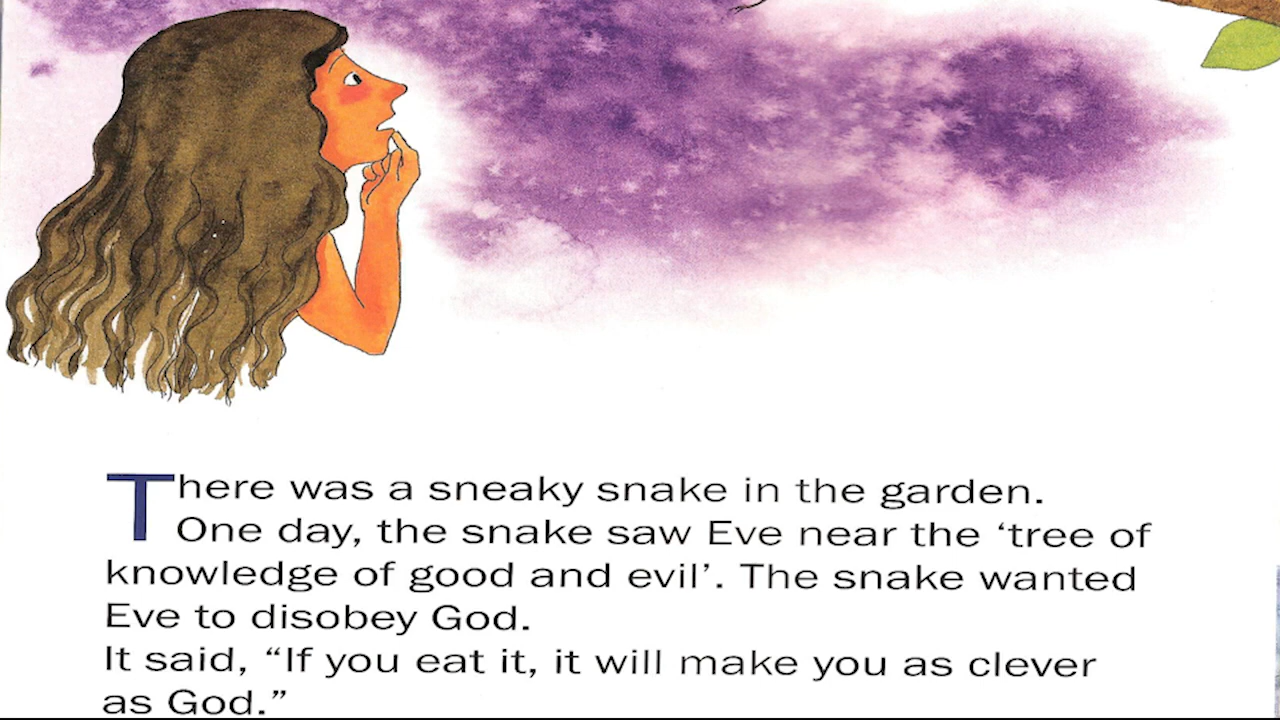 There was a sneaky snake in the garden.
One day, the snake saw Eve near the ‘tree of
knowledge of good and evil’. The snake wanted
Eve to disobey God.
It said, “If you eat it, it will make you as clever
as God.”